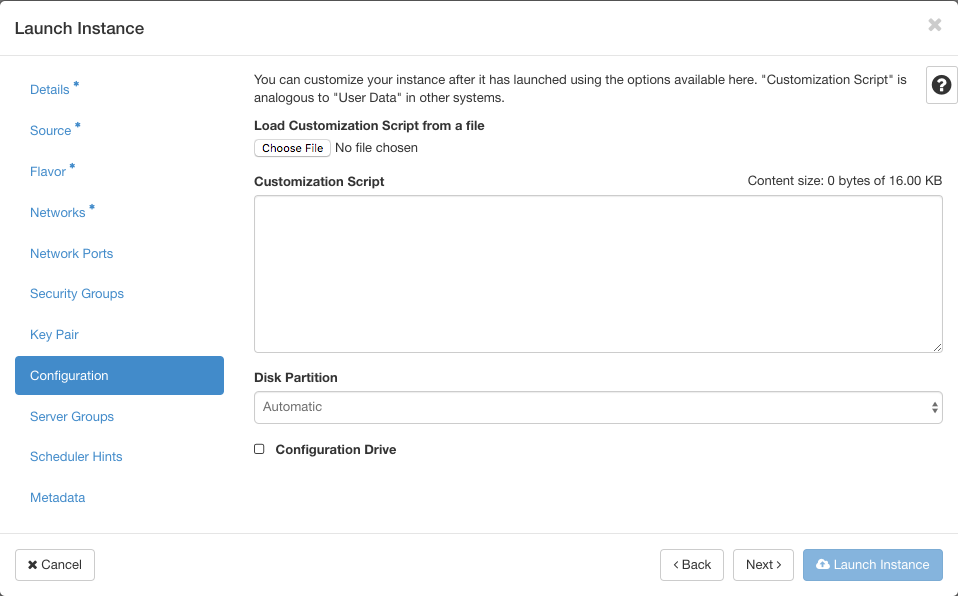 Launch Instance
Details *
Source *
Flavor *
Networks *
Network Ports
Security Groups
Key Pair
Configuration
Server Groups
Scheduler Hints
Metadata
You can customize your instance after it has launched using the options available here. "Customization Script" is
analogous to "User Data" in other systems.
Load Customization Script from a file
Choose File No file chosen
Customization Script Content size: 0 bytes of 16.00 KB
Disk Partition
Automatic
Configuration Drive
Cancel
Back
Next
Launch Instance